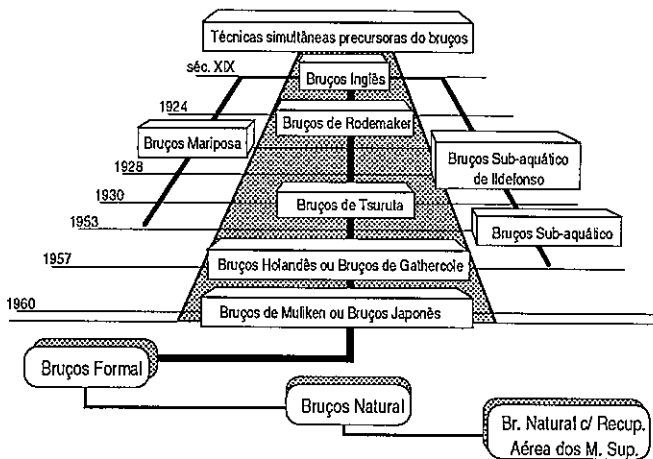 Técnicas simultâneas precursoras do bruços
séc. XIX
Bruços Inglês
1924
Bruços de Rodemaker
Bruços Mariposa
Bruços Sub-aquático
de Ildefonso
1928
1930
Bruços de Tsuruta
1953
Bruços Sub-aquático
1957
Bruços Holandês ou Bruços de Gathercole
1960
Bruços de Muliken ou Bruços Japonês
Bruços Formal
Bruços Natural
Br. Natural c/ Recup.
Aérea dos M. Sup.